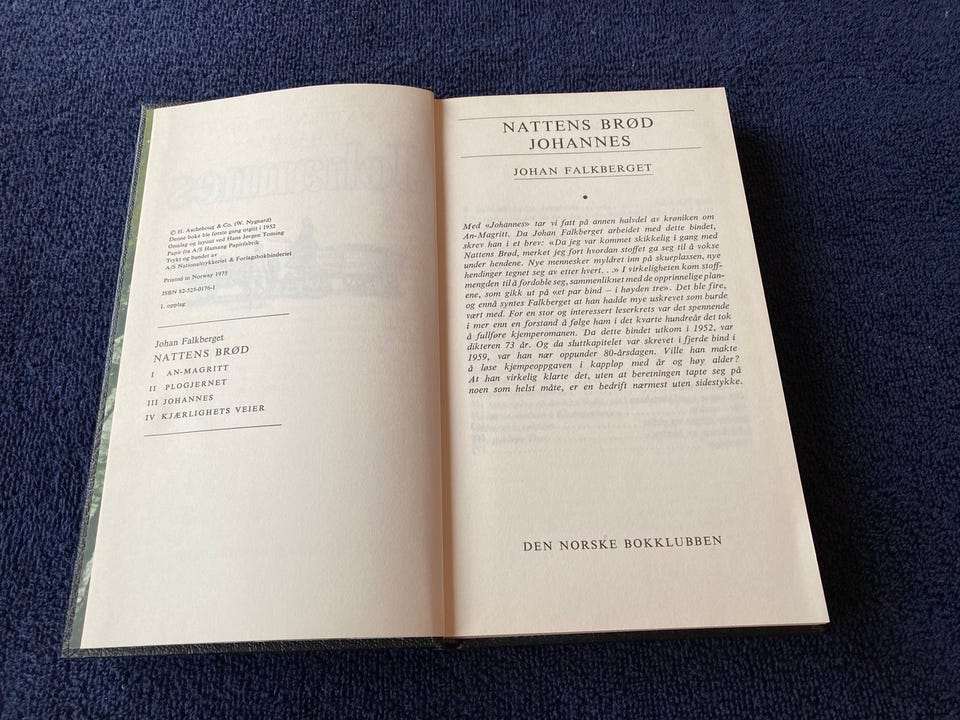 © H. Aschehoug & Co. (W. Nygaard)
Denne boka ble første gang utgitt i 1952
Omslag og layout ved Hans Jørgen Toming
Papir fra A/S Hamang Papirfabrik
Trykt og bundet av
A/S Nationaltrykkeriet & Forlagsbokbinderiet
Printed in Norway 1975
ISBN 82-525-0176-1
1. opplag
Johan Falkberget
NATTENS BRØD
I AN-MAGRITT
II PLOGJERNET
III JOHANNES
IV KJÆRLIGHETS VEIER
NATTENS BRØD
JOHANNES
JOHAN FALKBERGET
Med «Johannes» tar vi fatt på annen halvdel av krøniken om
An-Magritt. Da Johan Falkberget arbeidet med dette bindet,
skrev han i et brev: «Da jeg var kommet skikkelig i gang med
Nattens Brød, merket jeg fort hvordan stoffet ga seg til å vokse
under hendene. Nye mennesker myldret inn på skueplassen, nye
hendinger tegnet seg av etter hvert. . .» I virkeligheten kom stoff-
mengden til å fordoble seg, sammenliknet med de opprinnelige plan-
ene, som gikk ut på «et par bind – i høyden tre». Det ble fire,
og ennå syntes Falkberget at han hadde mye uskrevet som burde
vært med. For en stor og interessert leserkrets var det spennende
i mer enn en forstand å følge ham i det kvarte hundreår det tok
å fullføre kjemperomanen. Da dette bindet utkom i 1952, var
dikteren 73 år. Og da sluttkapitelet var skrevet i fjerde bind i
1959, var han nær oppunder 80-årsdagen. Ville han makte
å løse kjempeoppgaven i kappløp med år og høy alder?
At han virkelig klarte det, uten at beretningen tapte seg på
noen som helst måte, er en bedrift nærmest uten sidestykke.
DEN NORSKE BOKKLUBBEN